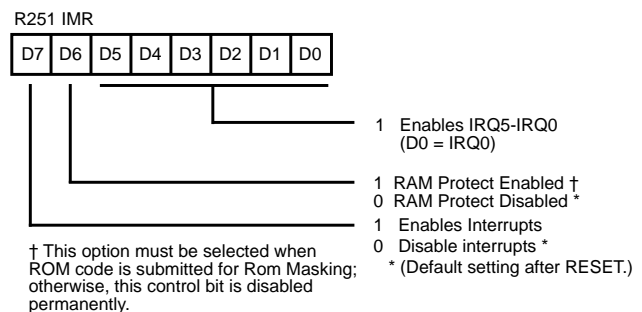 R251 IMR
D7 D6 D5 D4 D3 D2 D1 D0
1 Enables IRQ5-IRQ0
(D0 = IRQ0)
1 RAM Protect Enabled †
0 RAM Protect Disabled *
1 Enables Interrupts
0 Disable interrupts *
* (Default setting after RESET.)
† This option must be selected when
ROM code is submitted for Rom Masking;
otherwise, this control bit is disabled
permanently.